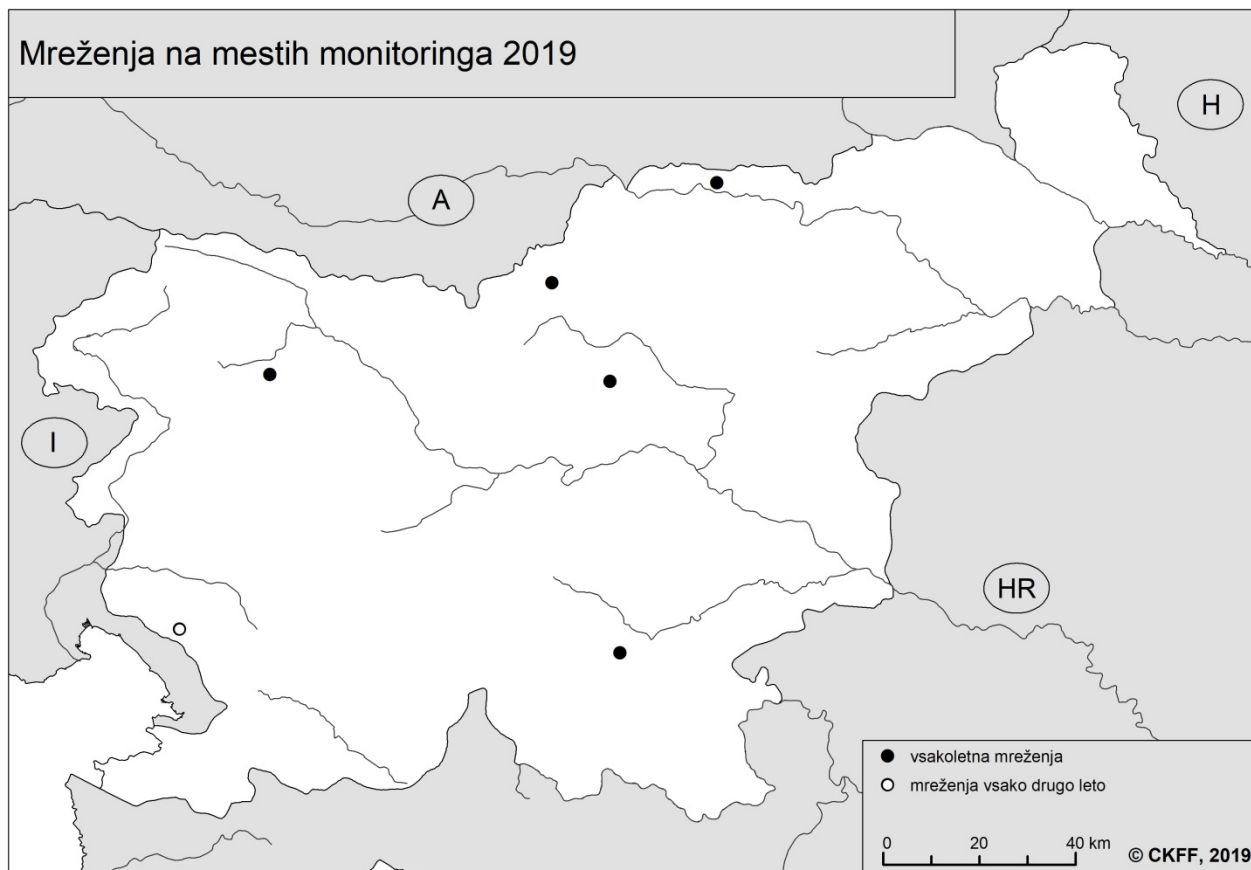 Mreženja na mestih monitoringa 2019
H
A
I
HR
vsakoletna mreženja
mreženja vsako drugo leto
0 20 40 km
© CKFF, 2019